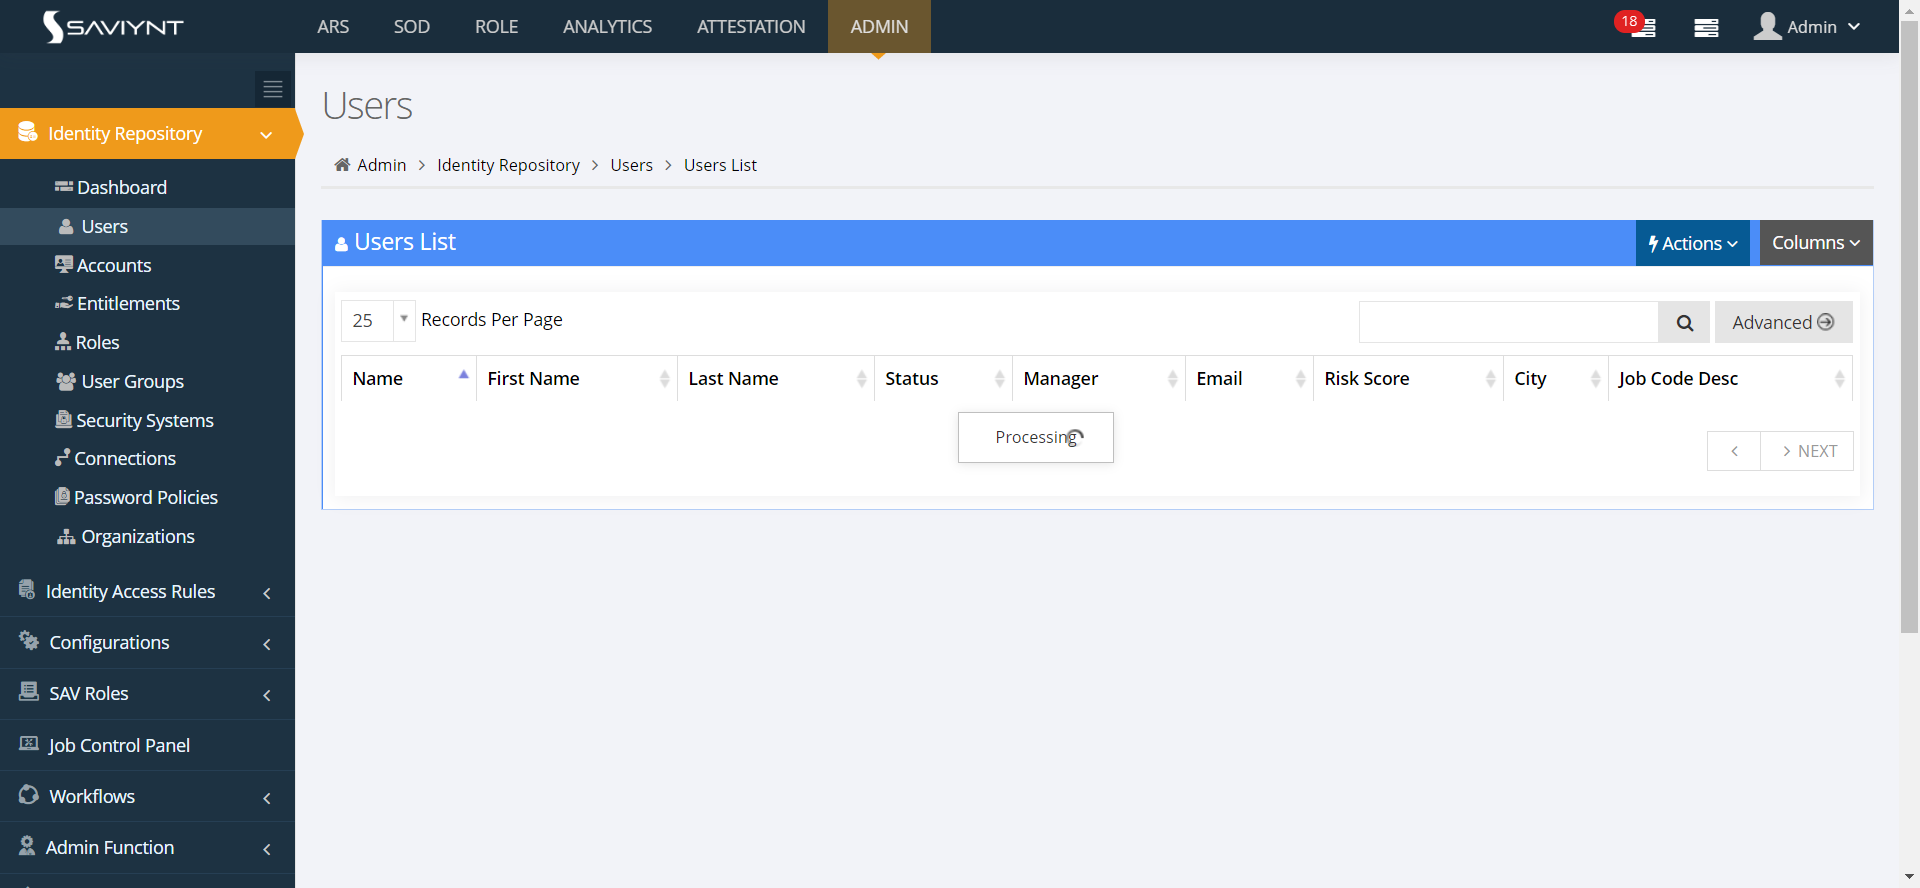 SAVIYNT
ARS SOD ROLE ANALYTICS ATTESTATION ADMIN 18 Admin
Identity Repository
Dashboard
Users
Accounts
Entitlements
Roles
User Groups
Security Systems
Connections
Password Policies
Organizations
Identity Access Rules
Configurations
SAV Roles
Job Control Panel
Workflows
Admin Function
Users
Admin > Identity Repository > Users > Users List
Users List Actions Columns
25 Records Per Page Advanced
Name First Name Last Name Status Manager Email Risk Score City Job Code Desc
Processing
< > NEXT